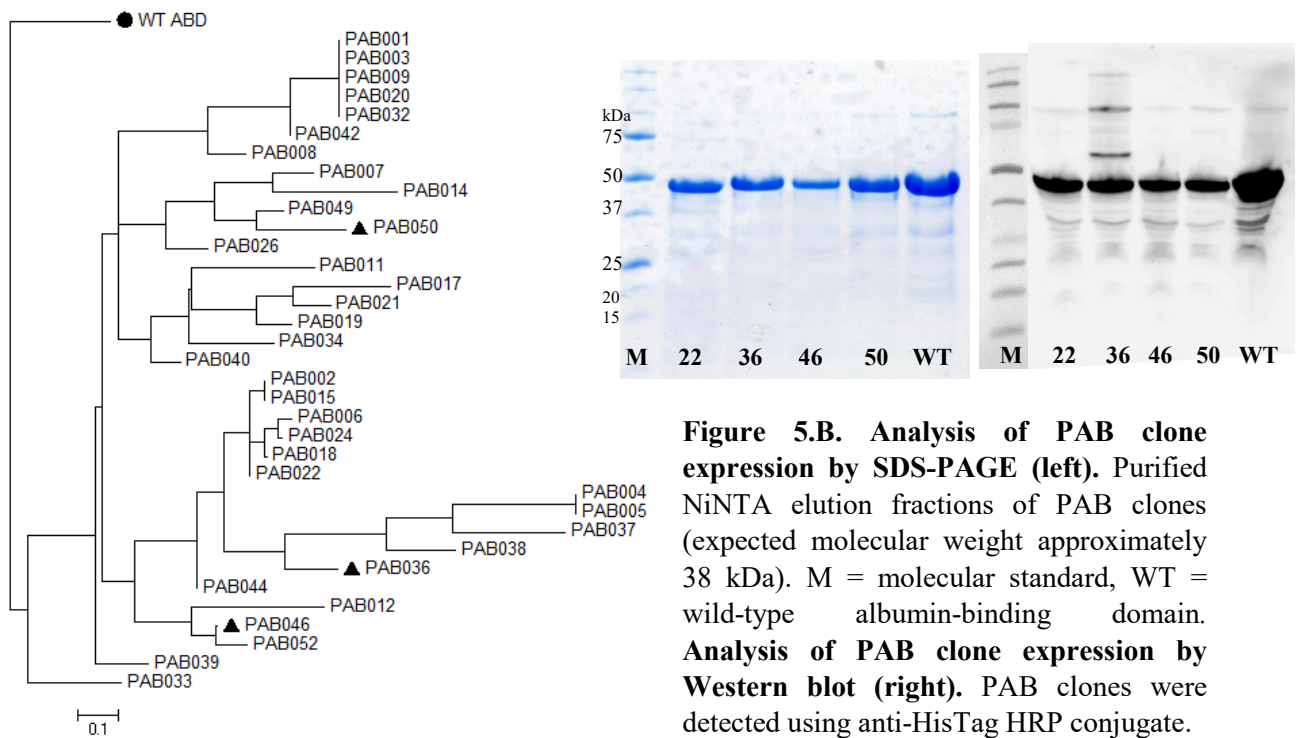 WT ABD
PAB001
PAB003
PAB009
PAB020
PAB032
PAB042
PAB008
PAB007
PAB014
PAB049
PAB050
PAB026
PAB011
PAB017
PAB021
PAB019
PAB034
PAB040
PAB002
PAB015
PAB006
PAB024
PAB018
PAB022
PAB004
PAB005
PAB037
PAB038
PAB036
PAB044
PAB012
PAB046
PAB052
PAB039
PAB033
0.1
kDa
75
50
37
25
20
15
M 22 36 46 50 WT
M 22 36 46 50 WT
Figure 5.B. Analysis of PAB clone
expression by SDS-PAGE (left). Purified
NiNTA elution fractions of PAB clones
(expected molecular weight approximately
38 kDa). M = molecular standard, WT =
wild-type albumin-binding domain.
Analysis of PAB clone expression by
Western blot (right). PAB clones were
detected using anti-HisTag HRP conjugate.